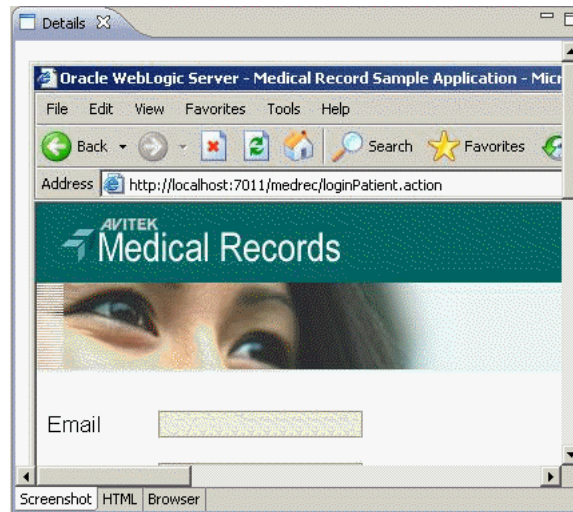 Details
Oracle WebLogic Server - Medical Record Sample Application - Micr
File Edit View Favorites Tools Help
Back Search Favorites
Address http://localhost:7011/medrec/loginPatient.action
AVITEK
Medical Records
Email
Screenshot HTML Browser